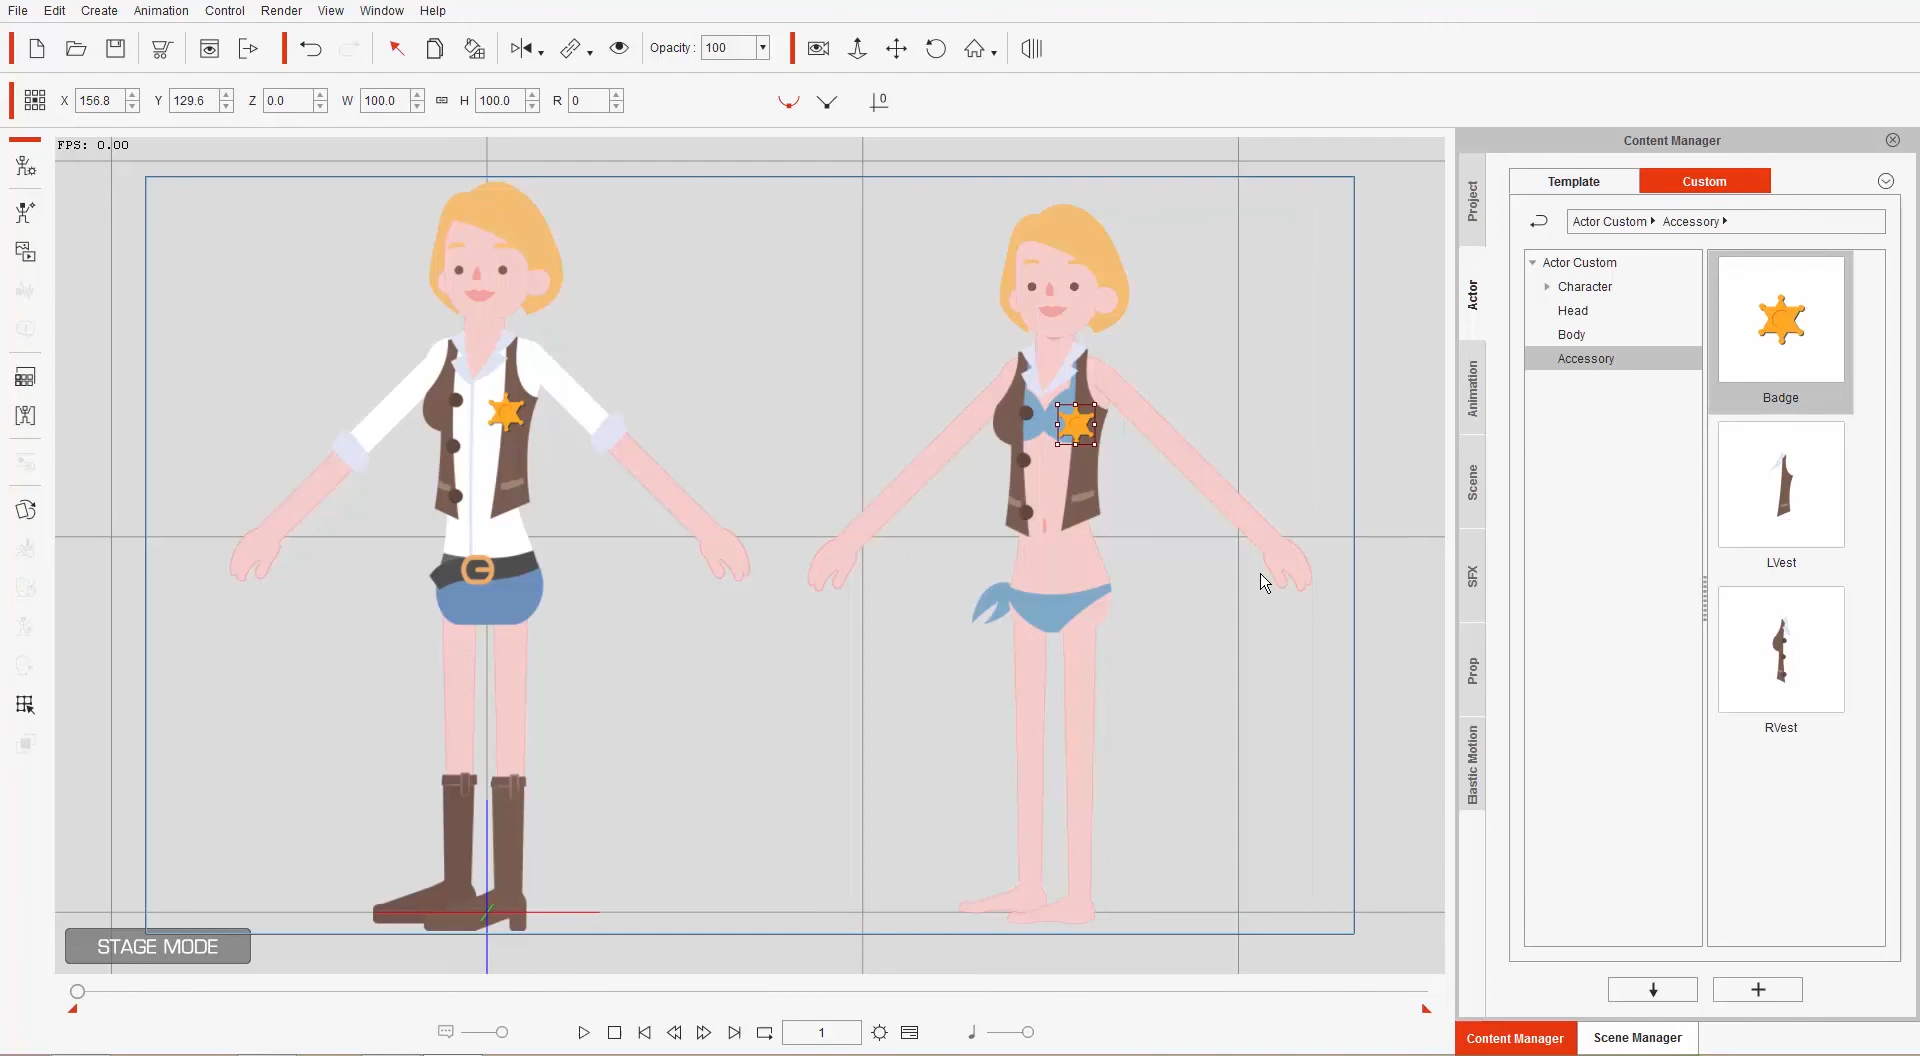 File Edit Create Animation Control Render View Window Help
Opacity : 100
X 156.8 Y 129.6 Z 0.0 W 100.0 H 100.0 R 0 0
FPS: 0.00
Content Manager
Template Custom
Actor Custom Accessory
Actor Custom
Character
Head
Body
Accessory
Badge
LVest
RVest
Project
Actor
Animation
Scene
SFX
Prop
Elastic Motion
STAGE MODE
1
Content Manager Scene Manager